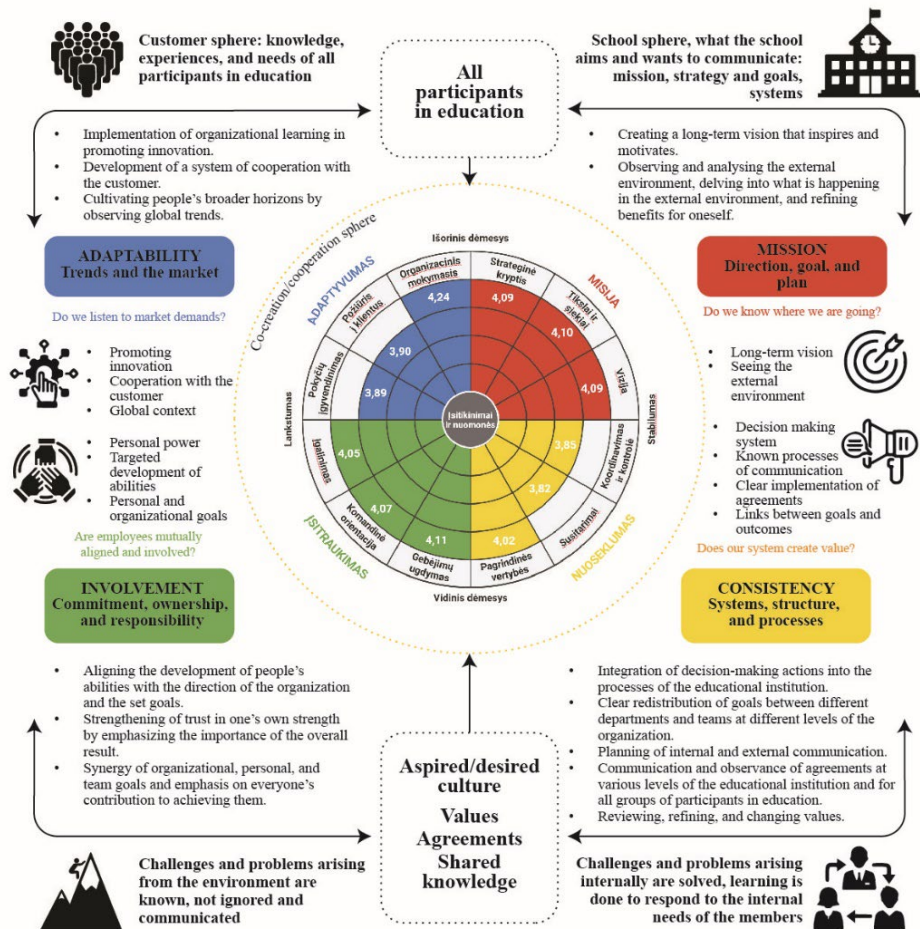 Customer sphere: knowledge,
experiences, and needs of all
participants in education
All
participants
in education
School sphere, what the school
aims and wants to communicate:
mission, strategy and goals,
systems
• Implementation of organizational learning in
promoting innovation.
• Development of a system of cooperation with
the customer.
• Cultivating people’s broader horizons by
observing global trends.
• Creating a long-term vision that inspires and
motivates.
• Observing and analysing the external
environment, delving into what is happening
in the external environment, and refining
benefits for oneself.
ADAPTABILITY
Trends and the market
Do we listen to market demands?
• Promoting
innovation
• Cooperation with the
customer
• Global context
• Personal power
• Targeted
development of
abilities
• Personal and
organizational goals
Are employees mutually
aligned and involved?
INVOLVEMENT
Commitment, ownership,
and responsibility
Co-creation/cooperation sphere
Išorinis dėmesys
ADAPTYVUMAS
MISIJA
Organizacinis
mokymasis
Strateginė
kryptis
Požiūris
į klientus
Tikslai ir
siekiai
Pokyčių
įgyvendinimas
Vizija
4,24
4,09
3,90
4,10
3,89
4,09
Lankstumas
Įsitikinimai
ir nuomonės
Stabilumas
4,05
3,85
4,07
3,82
4,11
4,02
Įgalinimas
Koordinavimas
ir kontrolė
Komandinė
orientacija
Susitarimai
Gebėjimų
ugdymas
Pagrindinės
vertybės
ĮSITRAUKIMAS
NUOSEKLUMAS
Vidinis dėmesys
MISSION
Direction, goal, and
plan
Do we know where we are going?
• Long-term vision
• Seeing the
external
environment
• Decision making
system
• Known processes of
communication
• Clear implementation of
agreements
• Links between goals and
outcomes
Does our system create value?
CONSISTENCY
Systems, structure,
and processes
• Aligning the development of people’s
abilities with the direction of the organization
and the set goals.
• Strengthening of trust in one’s own strength
by emphasizing the importance of the overall
result.
• Synergy of organizational, personal, and
team goals and emphasis on everyone’s
contribution to achieving them.
• Integration of decision-making actions into the
processes of the educational institution.
• Clear redistribution of goals between different
departments and teams at different levels of the
organization.
• Planning of internal and external communication.
• Communication and observance of agreements at
various levels of the educational institution and for
all groups of participants in education.
• Reviewing, refining, and changing values.
Aspired/desired
culture
Values
Agreements
Shared
knowledge
Challenges and problems arising
from the environment are
known, not ignored and
communicated
Challenges and problems arising
internally are solved, learning is
done to respond to the internal
needs of the members